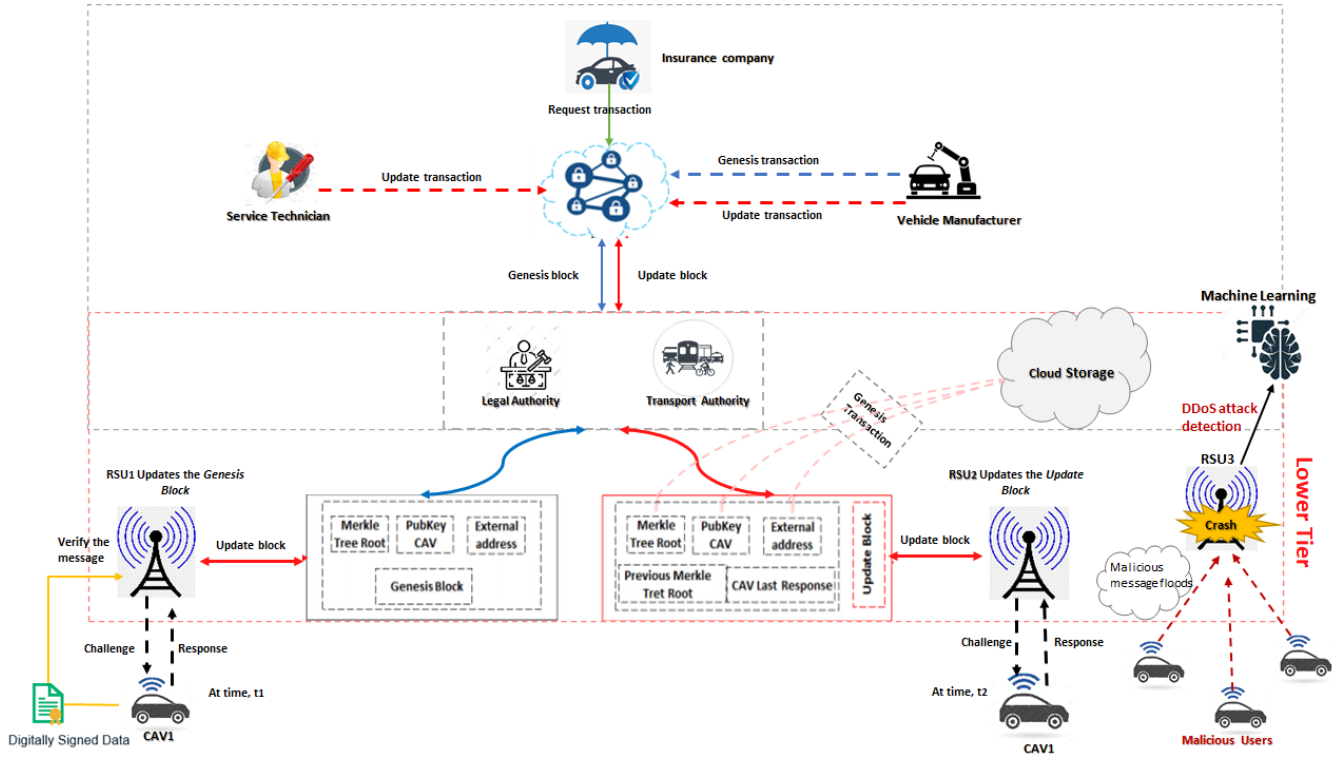 Insurance company
Request transaction
Genesis transaction
Update transaction
Update transaction
Service Technician
Vehicle Manufacturer
Genesis block
Update block
Machine Learning
Cloud Storage
Legal Authority
Transport Authority
Genesis
Transaction
DDoS attack
detection
RSU3
RSU1 Updates the Genesis
Block
RSU2 Updates the Update
Block
Lower Tier
Crash
Merkle
Tree Root
PubKey
CAV
External
address
Genesis Block
Merkle
Tree Root
PubKey
CAV
External
address
Previous Merkle
Tret Root
CAV Last Response
Update Block
Verify the
message
Update block
Update block
Malicious
message floods
Challenge
Response
Challenge
Response
At time, t1
At time, t2
Digitally Signed Data
CAV1
CAV1
Malicious Users